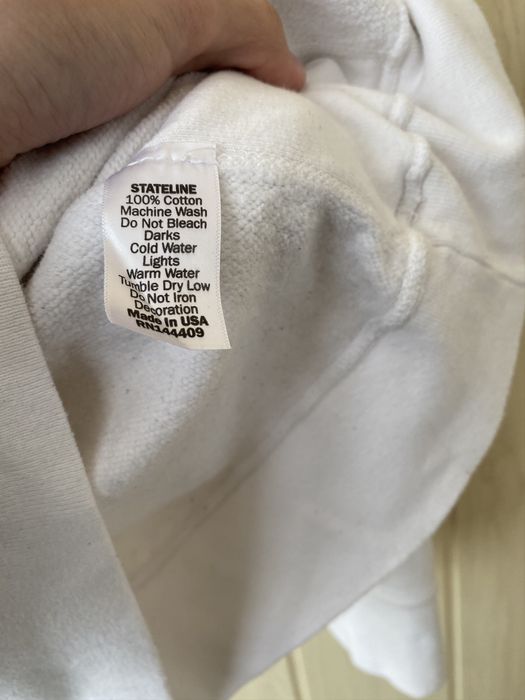 STATELINE
100% Cotton
Machine Wash
Do Not Bleach
Darks
Cold Water
Lights
Warm Water
Tumble Dry Low
Do Not Iron
Decoration
Made In USA
RN144409